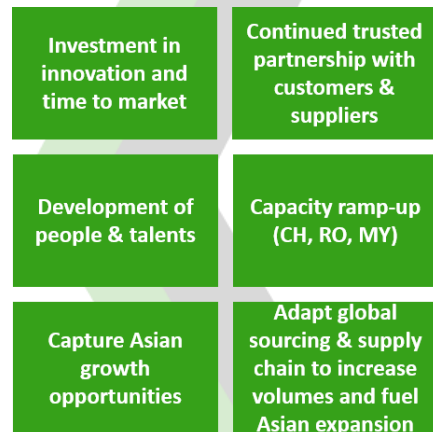 Investment in
innovation and
time to market
Continued trusted
partnership with
customers &
suppliers
Development of
people & talents
Capacity ramp-up
(CH, RO, MY)
Capture Asian
growth
opportunities
Adapt global
sourcing & supply
chain to increase
volumes and fuel
Asian expansion